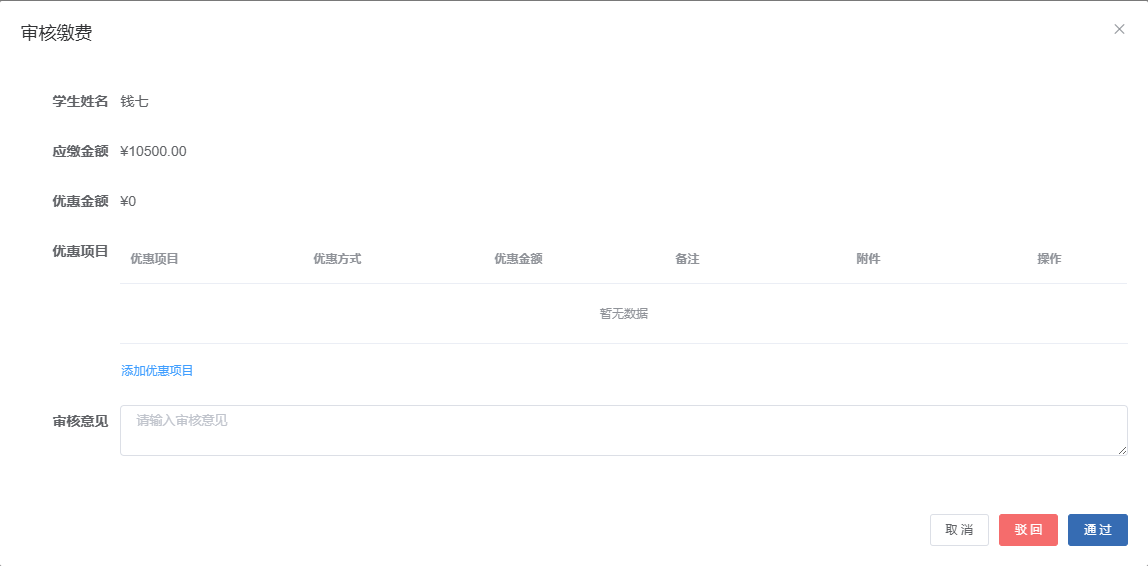 审核缴费
学生姓名 钱七
应缴金额 ¥10500.00
优惠金额 ¥0
优惠项目 优惠项目 优惠方式 优惠金额 备注 附件 操作
暂无数据
添加优惠项目
审核意见 请输入审核意见
取消 驳回 通过